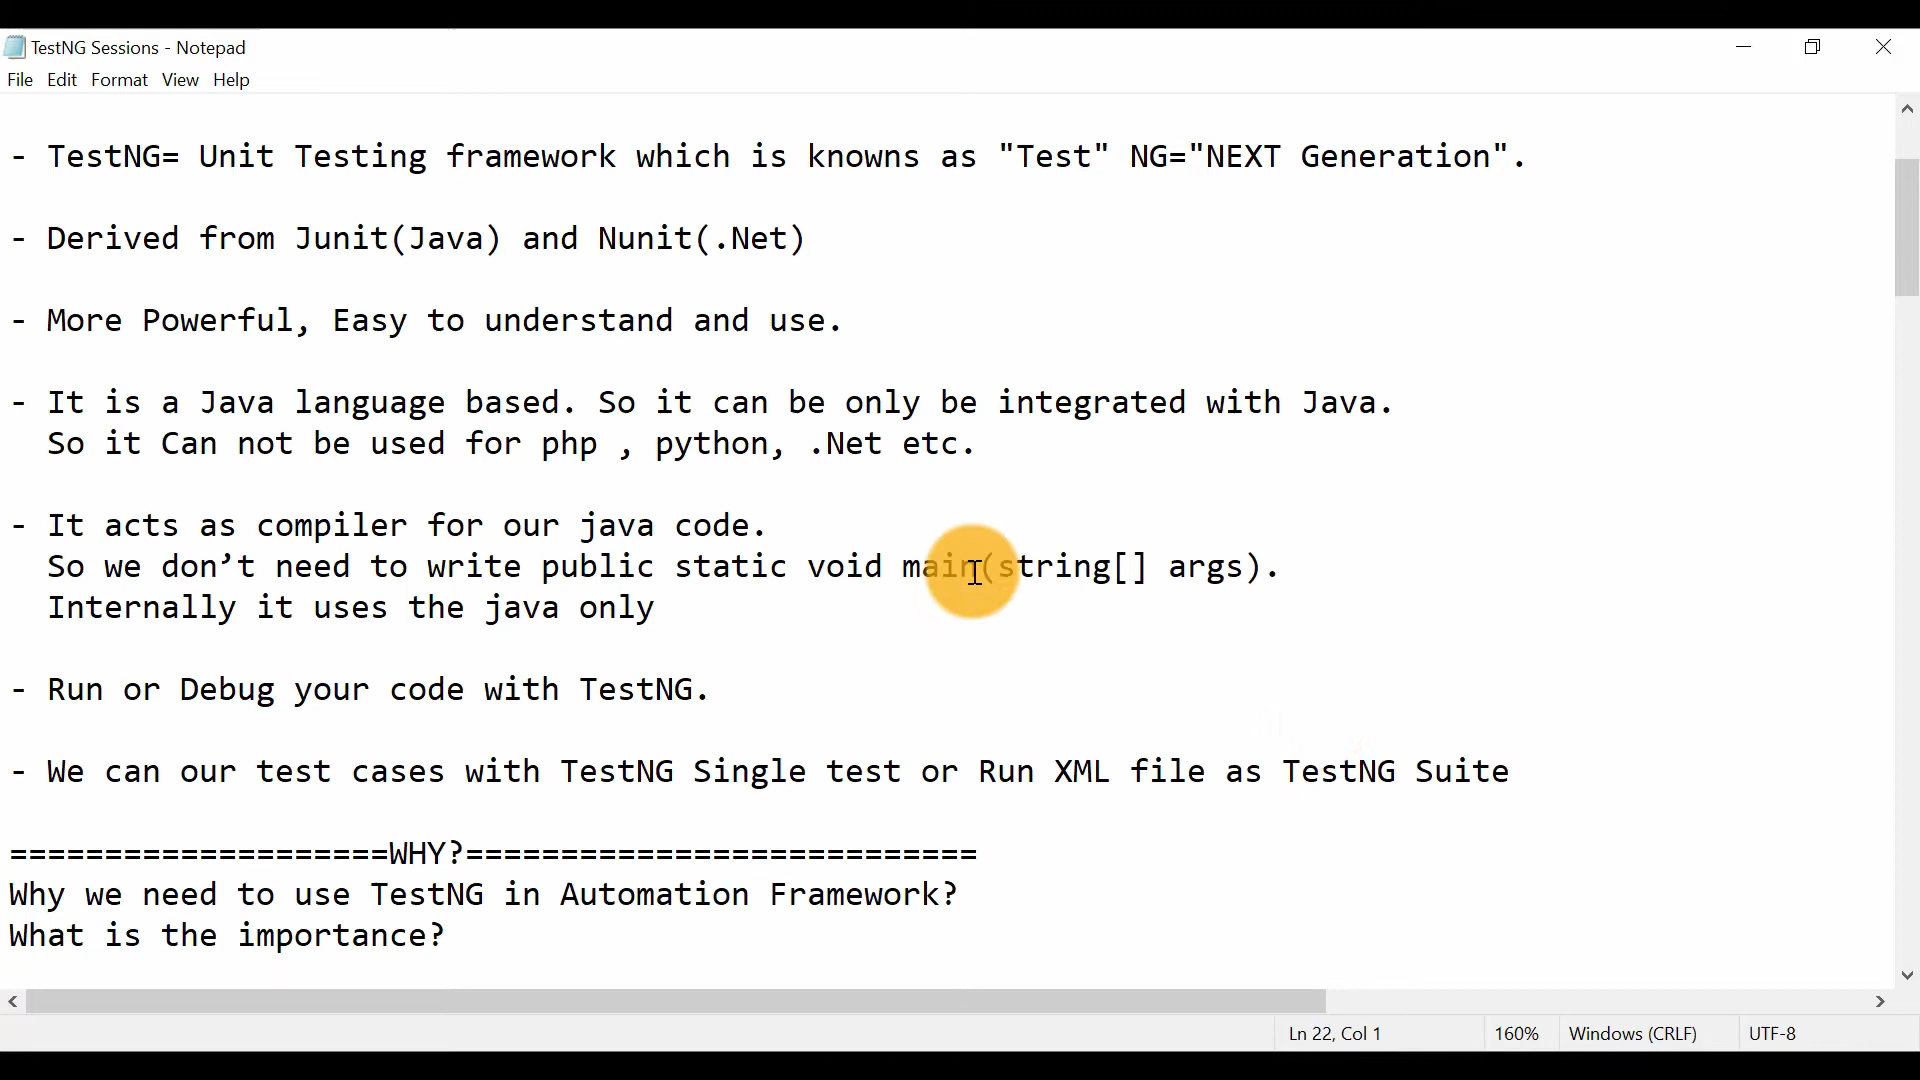 TestNG Sessions - Notepad
File Edit Format View Help
- TestNG= Unit Testing framework which is knowns as "Test" NG="NEXT Generation".
- Derived from Junit(Java) and Nunit(.Net)
- More Powerful, Easy to understand and use.
- It is a Java language based. So it can be only be integrated with Java.
So it Can not be used for php , python, .Net etc.
- It acts as compiler for our java code.
So we don’t need to write public static void main(string[] args).
Internally it uses the java only
- Run or Debug your code with TestNG.
- We can our test cases with TestNG Single test or Run XML file as TestNG Suite
====================WHY?===========================
Why we need to use TestNG in Automation Framework?
What is the importance?
Ln 22, Col 1 160% Windows (CRLF) UTF-8